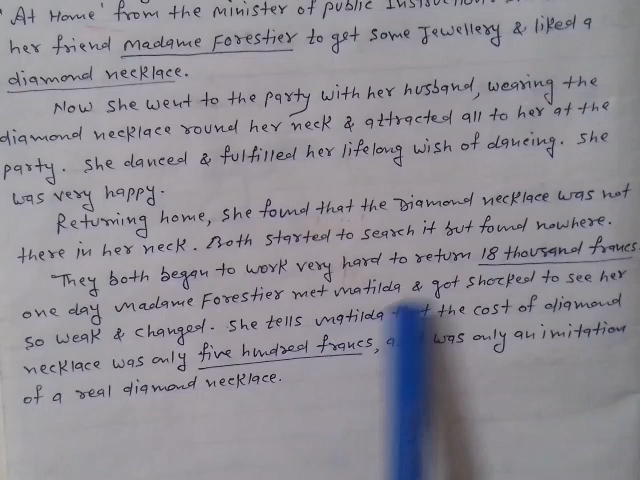 'At Home' from the minister of public
her friend Madame Forestier to get some Jewellery & liked a
diamond necklace.
Now she went to the party with her husband, wearing the
diamond necklace round her neck & attracted all to her at the
party. She danced & fulfilled her lifelong wish of dancing. She
was very happy.
Returning home, she found that the Diamond necklace was not
there in her neck. Both started to search it but found nowhere.
They both began to work very hard to return 18 thousand francs.
one day Madame Forestier met Matilda & got shocked to see her
so weak & changed. She tells Matilda the cost of diamond
necklace was only five hundred francs, was only an imitation
of a real diamond necklace.